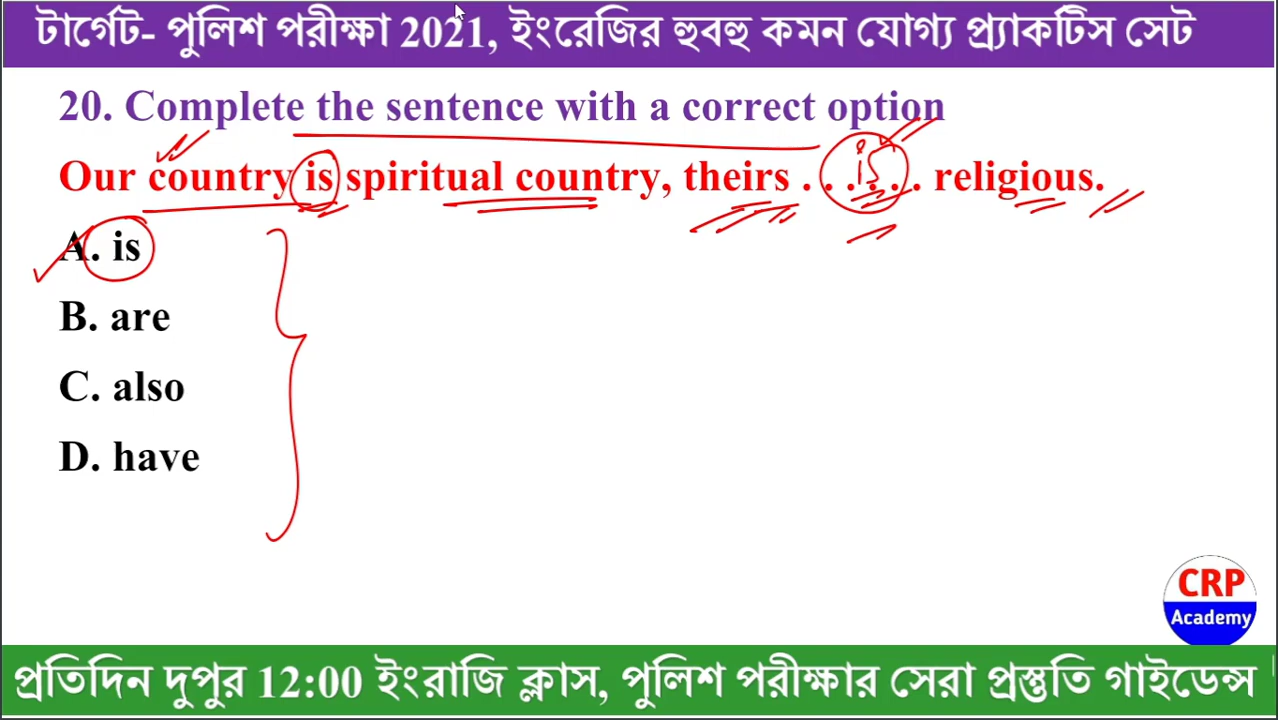 টার্গেট- পুলিশ পরীক্ষা 2021, ইংরেজির হুবহু কমন যোগ্য প্র্যাকটিস সেট
20. Complete the sentence with a correct option
Our country is spiritual country, theirs . . . . . . religious.
is
A. is
B. are
C. also
D. have
CRP
Academy
প্রতিদিন দুপুর 12:00 ইংরাজি ক্লাস, পুলিশ পরীক্ষার সেরা প্রস্তুতি গাইডেন্স